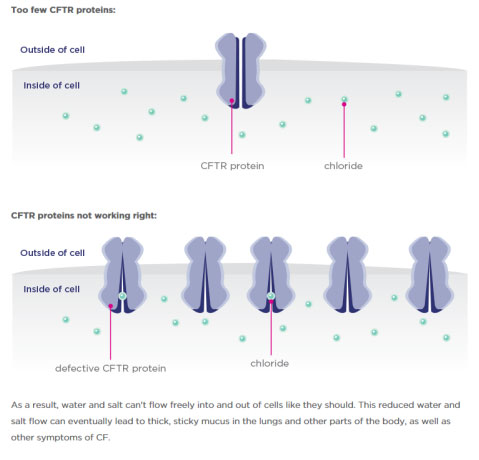 Too few CFTR proteins:
Outside of cell
Inside of cell
CFTR protein
chloride
CFTR proteins not working right:
Outside of cell
Inside of cell
defective CFTR protein
chloride
As a result, water and salt can't flow freely into and out of cells like they should. This reduced water and
salt flow can eventually lead to thick, sticky mucus in the lungs and other parts of the body, as well as
other symptoms of CF.